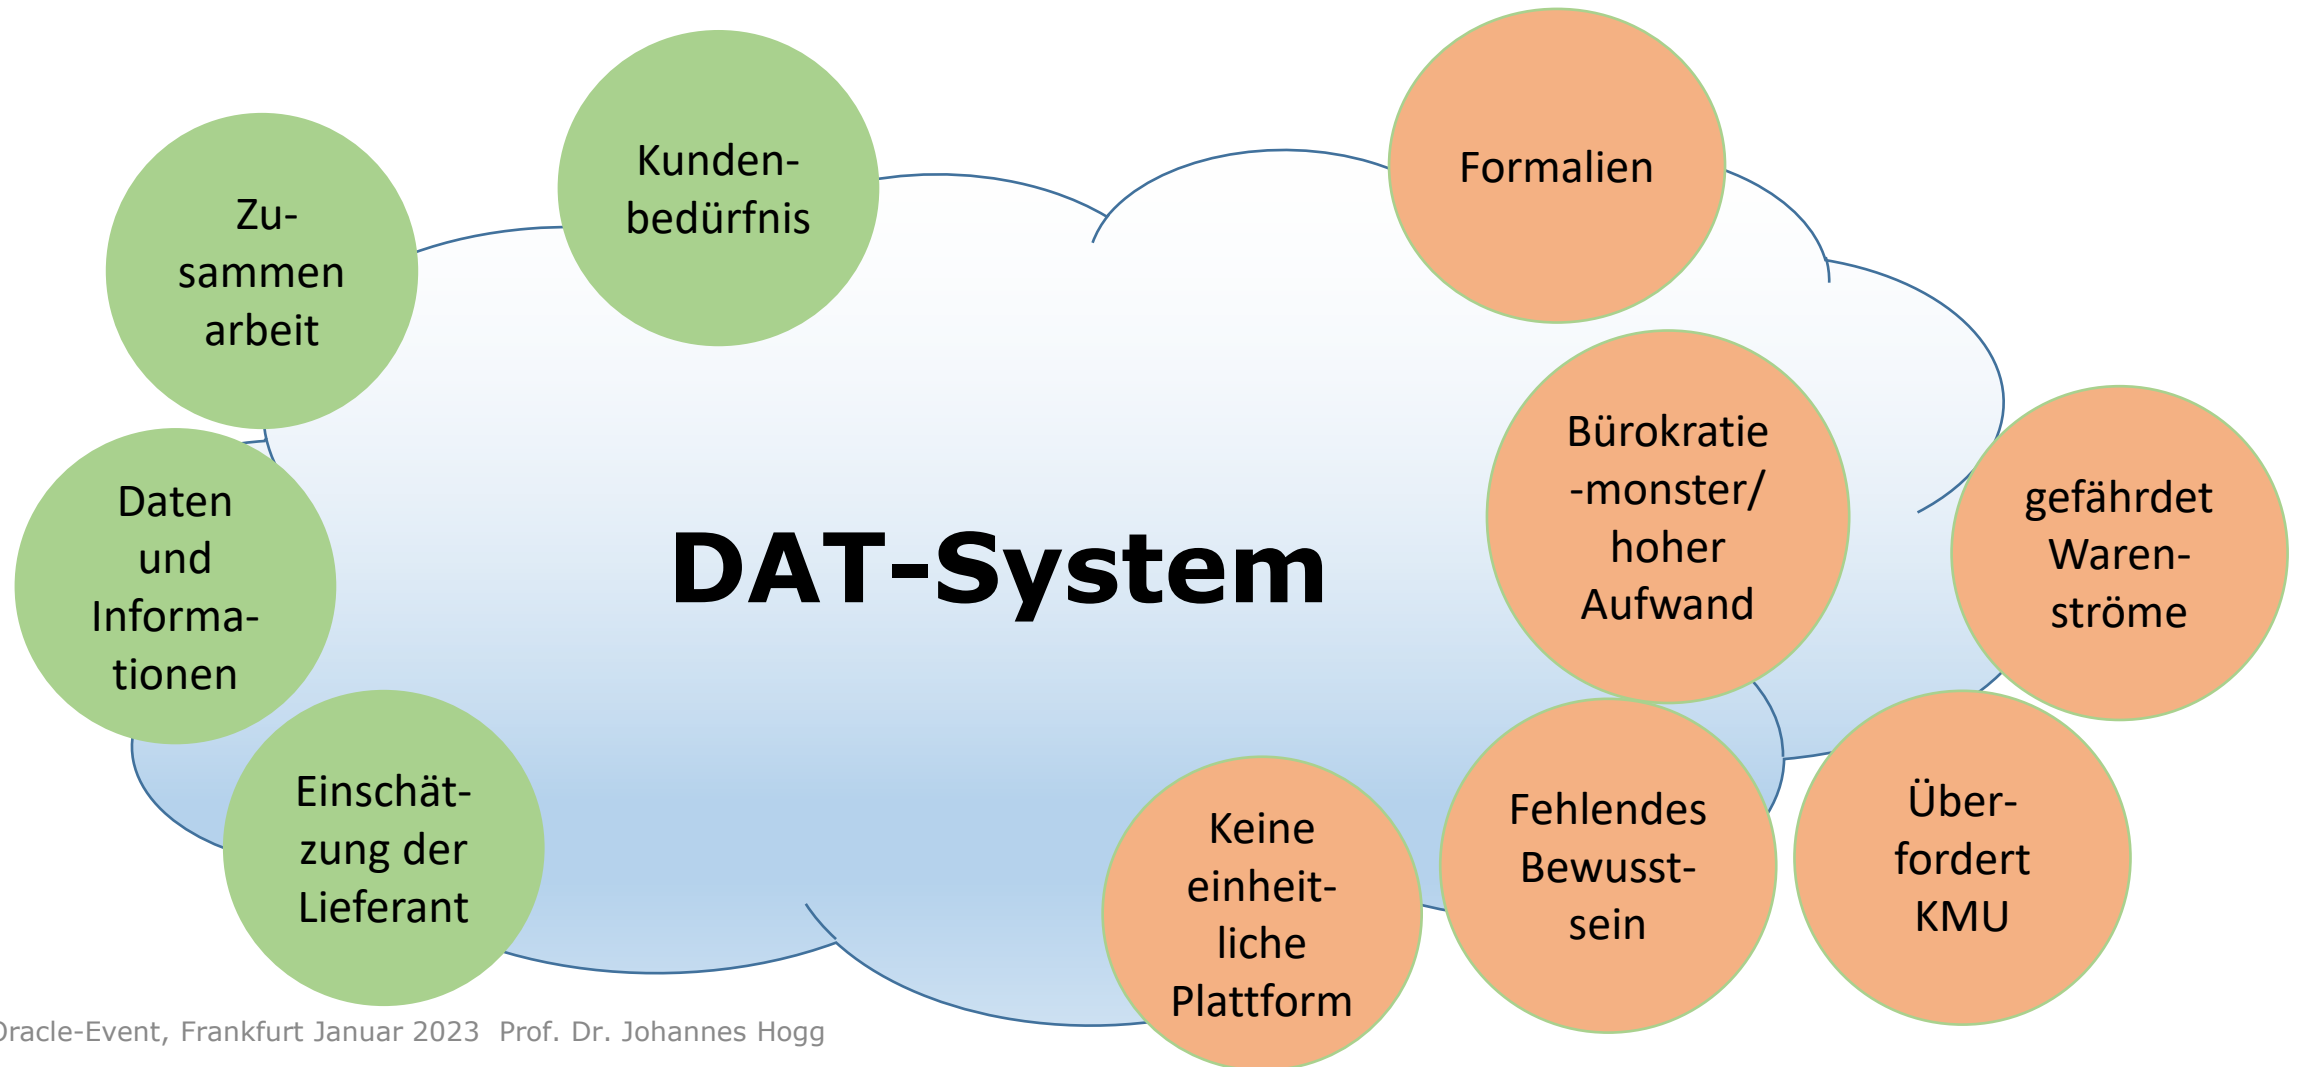 Zu-
sammen
arbeit
Kunden-
bedürfnis
Formalien
Daten
und
Informa-
tionen
DAT-System
Bürokratie
-monster/
hoher
Aufwand
gefährdet
Waren-
ströme
Einschät-
zung der
Lieferant
Keine
einheit-
liche
Plattform
Fehlendes
Bewusst-
sein
Über-
fordert
KMU
Oracle-Event, Frankfurt Januar 2023 Prof. Dr. Johannes Hogg